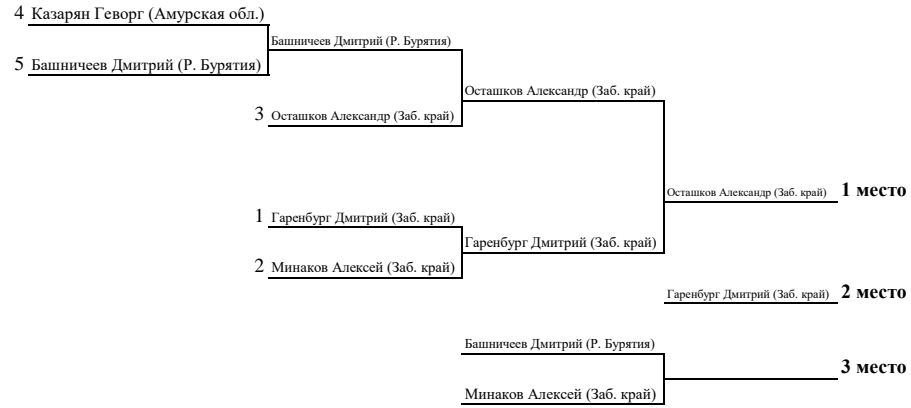 4 Казарян Геворг (Амурская обл.)
Башничеев Дмитрий (Р. Бурятия)
5 Башничеев Дмитрий (Р. Бурятия)
Осташков Александр (Заб. край)
3 Осташков Александр (Заб. край)
Осташков Александр (Заб. край) 1 место
1 Гаренбург Дмитрий (Заб. край)
Гаренбург Дмитрий (Заб. край)
2 Минаков Алексей (Заб. край)
Гаренбург Дмитрий (Заб. край) 2 место
Башничеев Дмитрий (Р. Бурятия)
3 место
Минаков Алексей (Заб. край)